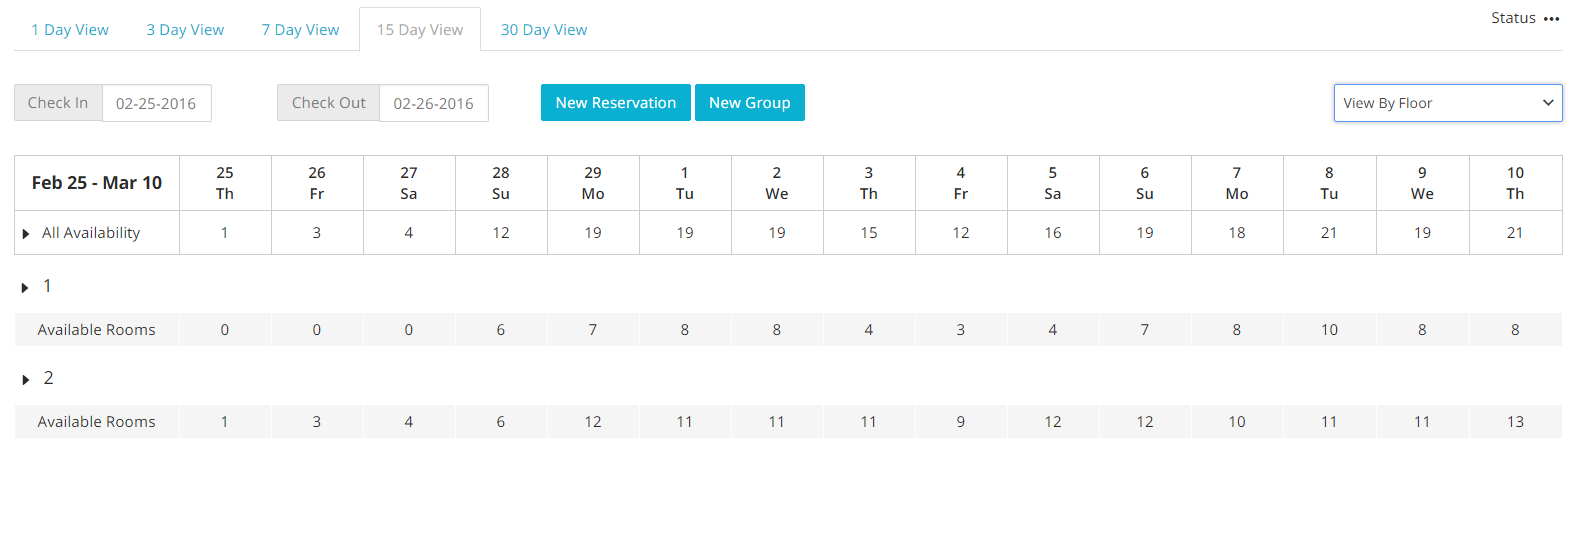 1 Day View 3 Day View 7 Day View 15 Day View 30 Day View Status •••
Check In 02-25-2016 Check Out 02-26-2016 New Reservation New Group View By Floor
Feb 25 - Mar 10 25 26 27 28 29 1 2 3 4 5 6 7 8 9 10
Th Fr Sa Su Mo Tu We Th Fr Sa Su Mo Tu We Th
All Availability 1 3 4 12 19 19 19 15 12 16 19 18 21 19 21
1
Available Rooms 0 0 0 6 7 8 8 4 3 4 7 8 10 8 8
2
Available Rooms 1 3 4 6 12 11 11 11 9 12 12 10 11 11 13